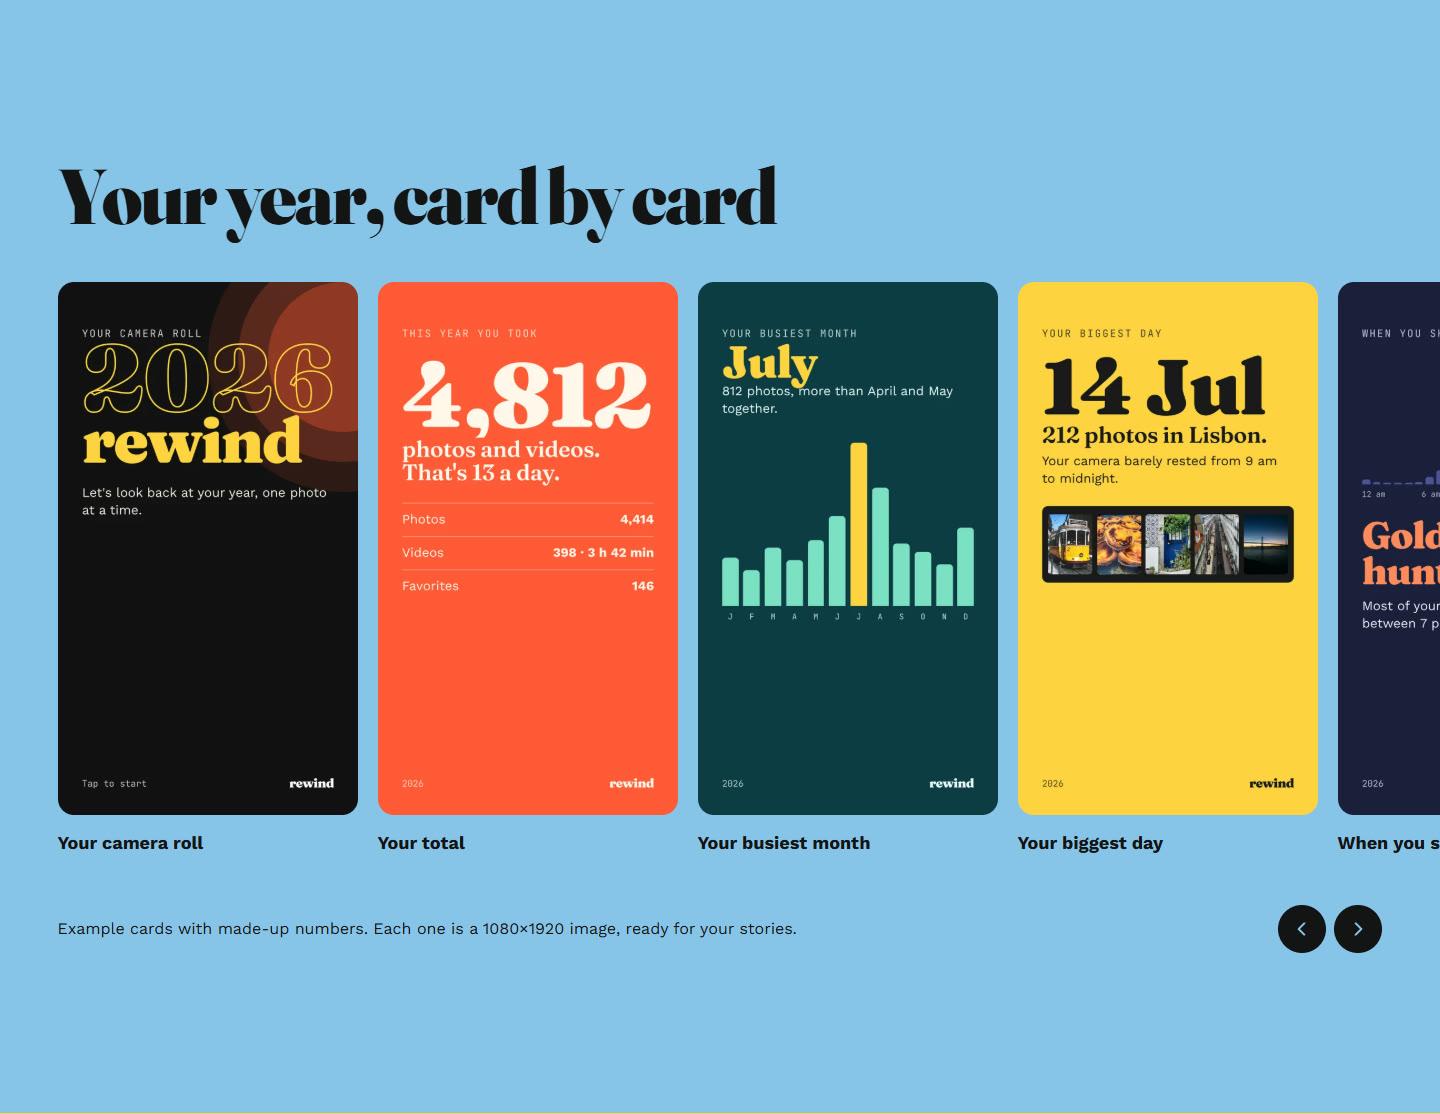 Your year, card by card
YOUR CAMERA ROLL
2026
rewind
Let's look back at your year, one photo
at a time.
Tap to start
rewind
Your camera roll
THIS YEAR YOU TOOK
4,812
photos and videos.
That's 13 a day.
Photos 4,414
Videos 398 · 3 h 42 min
Favorites 146
2026
rewind
Your total
YOUR BUSIEST MONTH
July
812 photos, more than April and May
together.
J F M A M J J A S O N D
2026
rewind
Your busiest month
YOUR BIGGEST DAY
14 Jul
212 photos in Lisbon.
Your camera barely rested from 9 am
to midnight.
2026
rewind
Your biggest day
WHEN YOU
12 am
Most of your
between 7
2026
When you
Example cards with made-up numbers. Each one is a 1080×1920 image, ready for your stories.